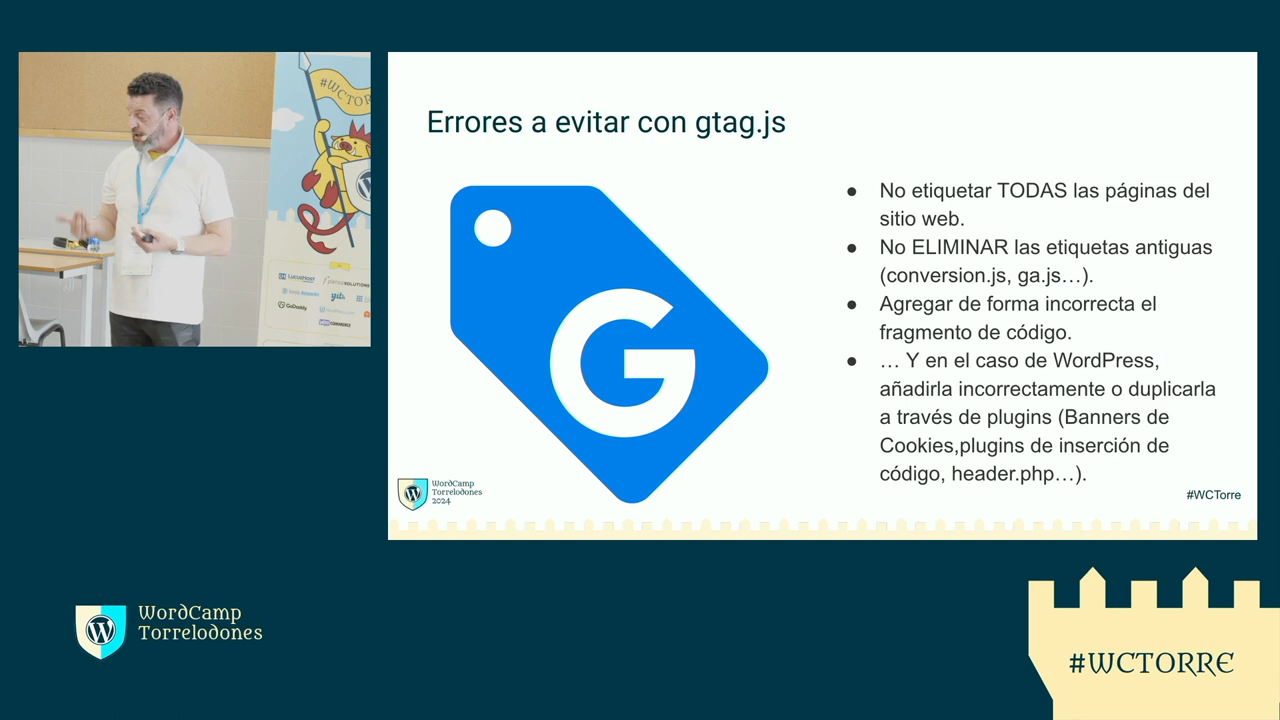 #WCTOR
LucusHost
GoDaddy
Errores a evitar con gtag.js
● No etiquetar TODAS las páginas del
sitio web.
● No ELIMINAR las etiquetas antiguas
(conversion.js, ga.js…).
● Agregar de forma incorrecta el
fragmento de código.
● … Y en el caso de WordPress,
añadirla incorrectamente o duplicarla
a través de plugins (Banners de
Cookies,plugins de inserción de
código, header.php…).
WordCamp
Torrelodones
2024
#WCTorre
WordCamp
Torrelodones
#WCTORRE